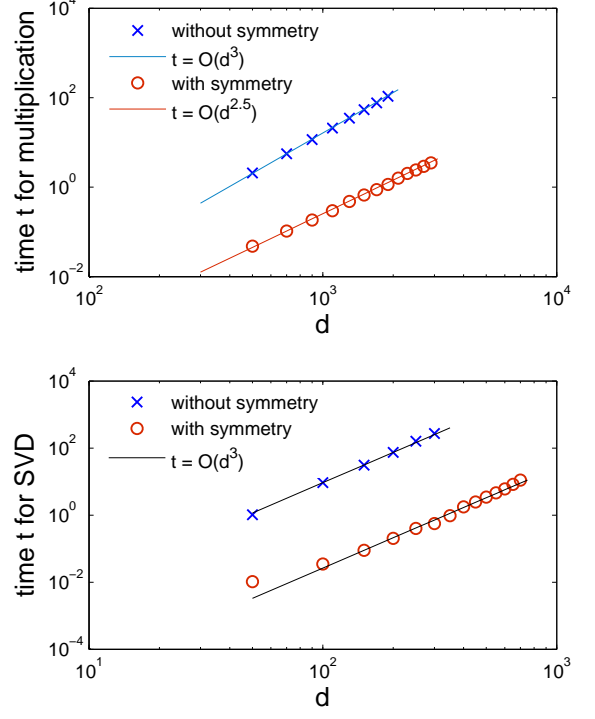 10^4
10^2
10^0
10^-2
time t for multiplication
without symmetry
t = O(d^3)
with symmetry
t = O(d^2.5)
10^2
10^3
10^4
d
10^4
10^2
10^0
10^-2
10^-4
time t for SVD
without symmetry
with symmetry
t = O(d^3)
10^1
10^2
10^3
d